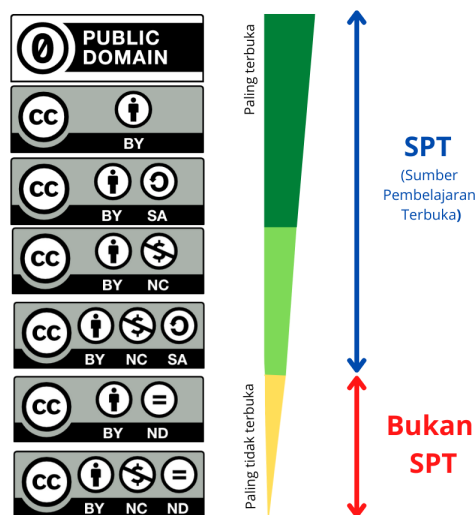 PUBLIC
DOMAIN
CC
BY
CC
BY SA
CC
BY NC
CC
BY NC SA
CC
BY ND
CC
BY NC ND
Paling terbuka
Paling tidak terbuka
SPT
(Sumber
Pembelajaran
Terbuka)
Bukan
SPT